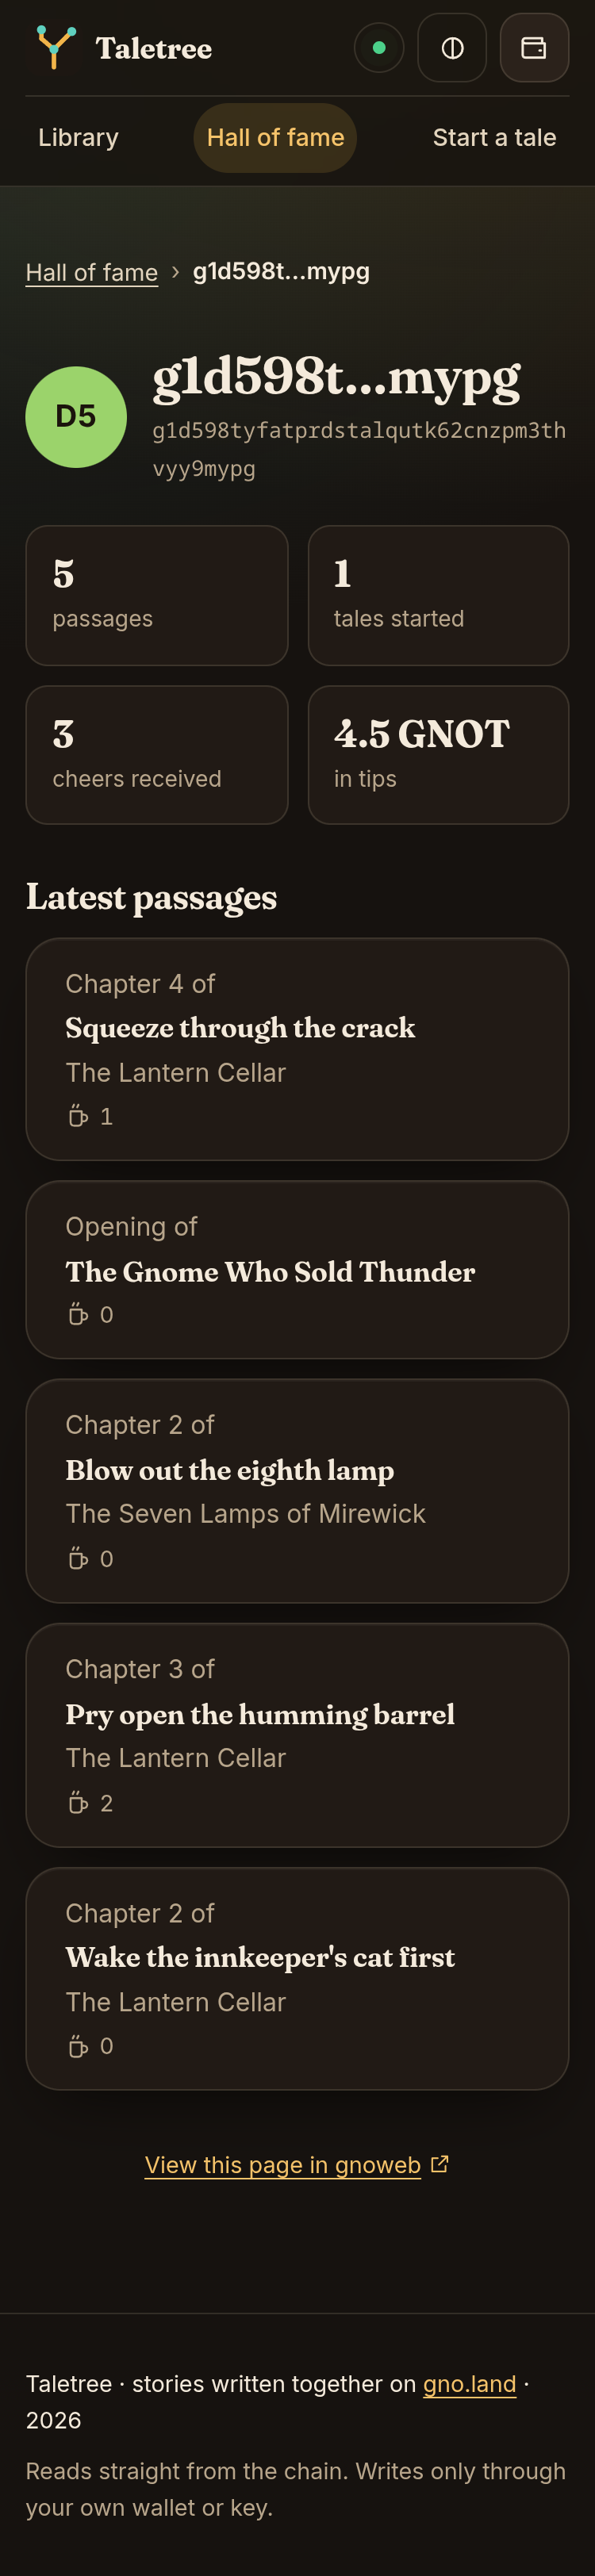 Taletree
Library
Hall of fame
Start a tale
Hall of fame › g1d598t…mypg
D5
g1d598t…mypg
g1d598tyfatprdstalqutk62cnzpm3th
vyy9mypg
5
passages
1
tales started
3
cheers received
4.5 GNOT
in tips
Latest passages
Chapter 4 of
Squeeze through the crack
The Lantern Cellar
1
Opening of
The Gnome Who Sold Thunder
0
Chapter 2 of
Blow out the eighth lamp
The Seven Lamps of Mirewick
0
Chapter 3 of
Pry open the humming barrel
The Lantern Cellar
2
Chapter 2 of
Wake the innkeeper's cat first
The Lantern Cellar
0
View this page in gnoweb
Taletree · stories written together on gno.land ·
2026
Reads straight from the chain. Writes only through
your own wallet or key.